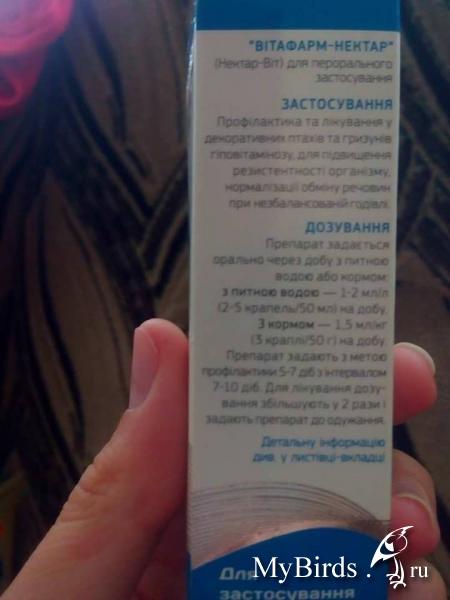 "ВІТАФАРМ-НЕКТАР"
(Нектар-Віт) для перорального
застосування
ЗАСТОСУВАННЯ
Профілактика та лікування у
декоративних птахів та гризунів
гіповітамінозу, для підвищення
резистентності організму,
нормалізації обміну речовин
при незбалансованій годівлі.
ДОЗУВАННЯ
Препарат задається
орально через добу з питною
водою або кормом:
з питною водою — 1-2 мл/л
(2-5 крапель/50 мл) на добу.
З кормом — 1,5 мл/кг
(3 краплі/50 г) на добу.
Препарат задають з метою
профілактики 5-7 діб з інтервалом
7-10 діб. Для лікування дозу-
вання збільшують у 2 рази і
задають препарат до одужання.
Детальну інформацію
див. у листівці-вкладці
Для
застосування
MyBirds.ru